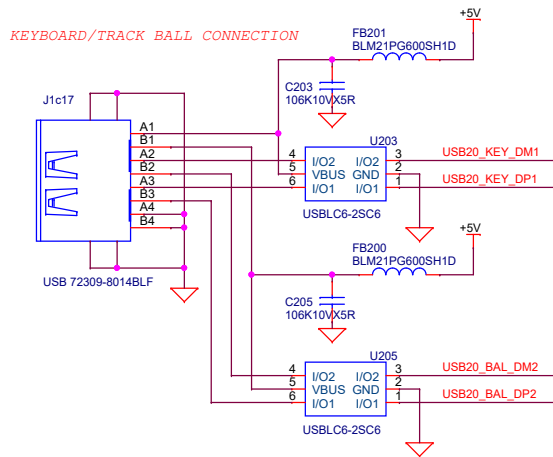 KEYBOARD/TRACK BALL CONNECTION
+5V
FB201
BLM21PG600SH1D
C203
106K10VX5R
J1c17
A1
B1
A2
B2
A3
B3
A4
B4
USB 72309-8014BLF
U203
4 I/O2 I/O2 3
5 VBUS GND 2
6 I/O1 I/O1 1
USBLC6-2SC6
USB20_KEY_DM1
USB20_KEY_DP1
+5V
FB200
BLM21PG600SH1D
C205
106K10VX5R
U205
4 I/O2 I/O2 3
5 VBUS GND 2
6 I/O1 I/O1 1
USBLC6-2SC6
USB20_BAL_DM2
USB20_BAL_DP2